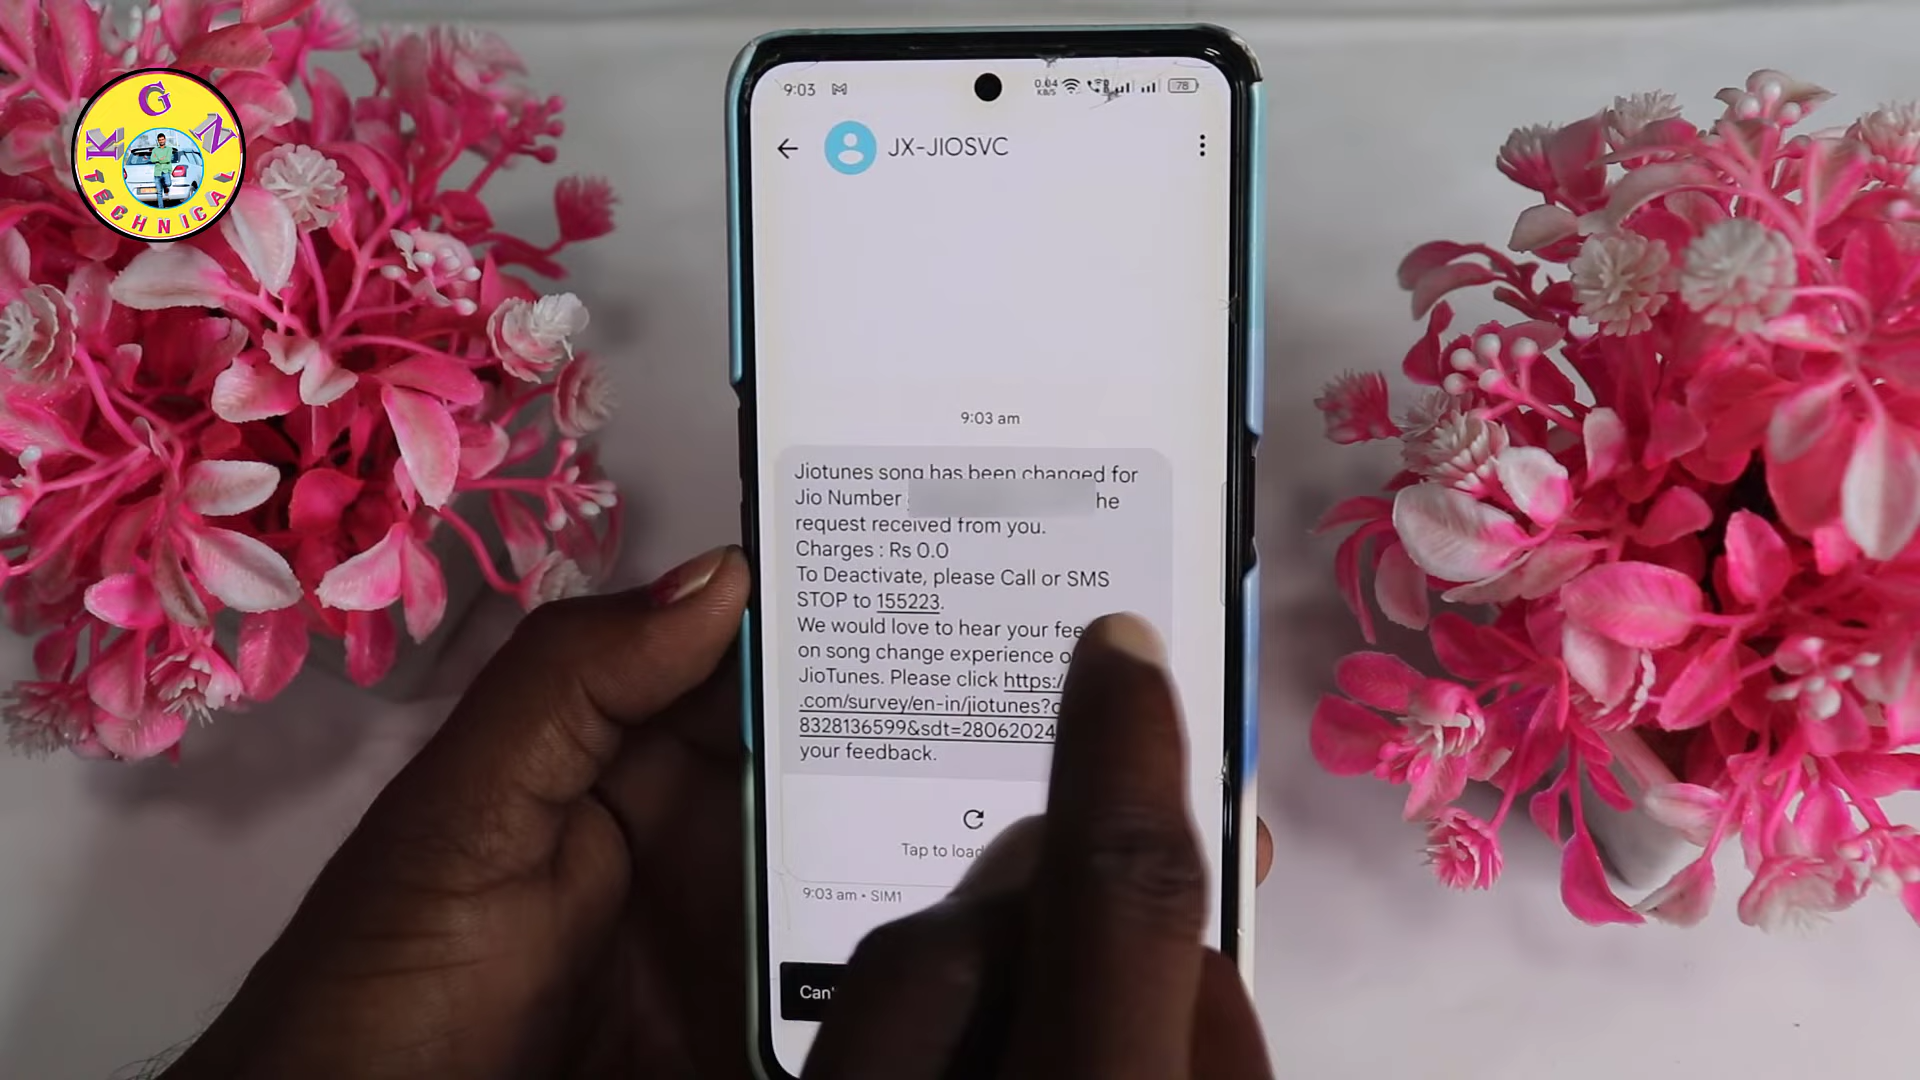 KGN
TECHNICAL
9:03
0.04
KB/S
78
JX-JIOSVC
9:03 am
Jiotunes song has been changed for
Jio Number he
request received from you.
Charges : Rs 0.0
To Deactivate, please Call or SMS
STOP to 155223.
We would love to hear your fee
on song change experience o
JioTunes. Please click https:/
.com/survey/en-in/jiotunes?c
8328136599&sdt=28062024
your feedback.
Tap to load
9:03 am • SIM1
Can'